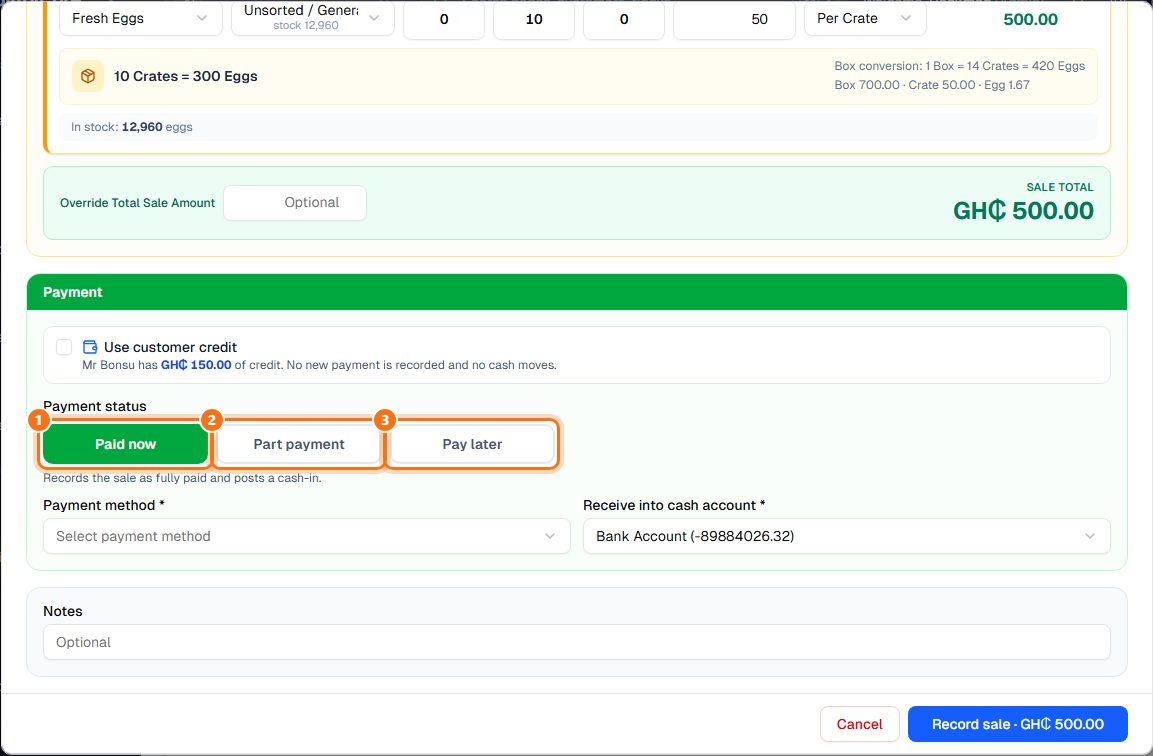 Fresh Eggs
Unsorted / Genera
stock 12,960
0
10
0
50
Per Crate
500.00
10 Crates = 300 Eggs
Box conversion: 1 Box = 14 Crates = 420 Eggs
Box 700.00 · Crate 50.00 · Egg 1.67
In stock: 12,960 eggs
Override Total Sale Amount
Optional
SALE TOTAL
GH₵ 500.00
Payment
Use customer credit
Mr Bonsu has GH₵ 150.00 of credit. No new payment is recorded and no cash moves.
Payment status
1
2
3
Paid now
Part payment
Pay later
Records the sale as fully paid and posts a cash-in.
Payment method *
Receive into cash account *
Select payment method
Bank Account (-89884026.32)
Notes
Optional
Cancel
Record sale · GH₵ 500.00